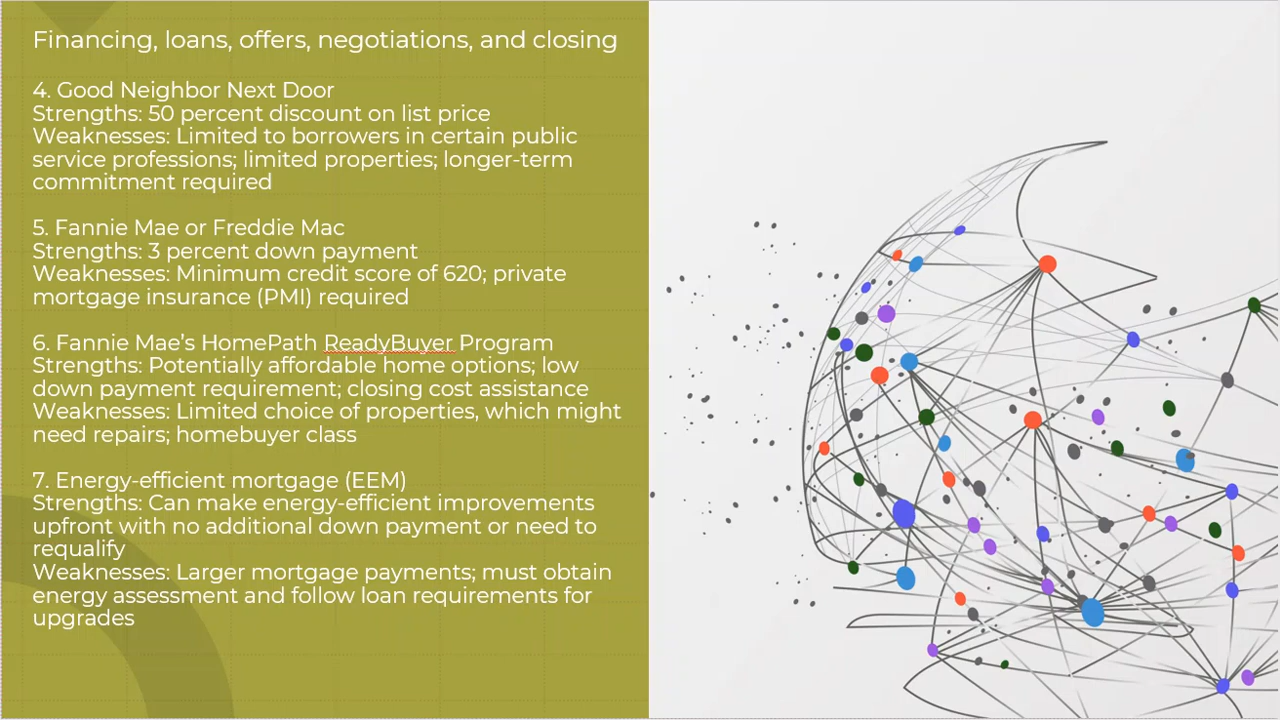 Financing, loans, offers, negotiations, and closing
4. Good Neighbor Next Door
Strengths: 50 percent discount on list price
Weaknesses: Limited to borrowers in certain public
service professions; limited properties; longer-term
commitment required
5. Fannie Mae or Freddie Mac
Strengths: 3 percent down payment
Weaknesses: Minimum credit score of 620; private
mortgage insurance (PMI) required
6. Fannie Mae’s HomePath ReadyBuyer Program
Strengths: Potentially affordable home options; low
down payment requirement; closing cost assistance
Weaknesses: Limited choice of properties, which might
need repairs; homebuyer class
7. Energy-efficient mortgage (EEM)
Strengths: Can make energy-efficient improvements
upfront with no additional down payment or need to
requalify
Weaknesses: Larger mortgage payments; must obtain
energy assessment and follow loan requirements for
upgrades